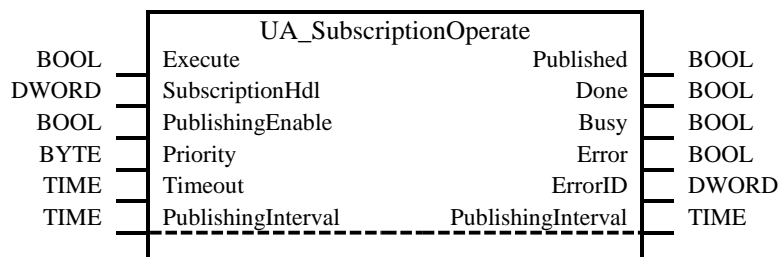 UA_SubscriptionOperate
BOOL Execute Published BOOL
DWORD SubscriptionHdl Done BOOL
BOOL PublishingEnable Busy BOOL
BYTE Priority Error BOOL
TIME Timeout ErrorID DWORD
TIME PublishingInterval PublishingInterval TIME